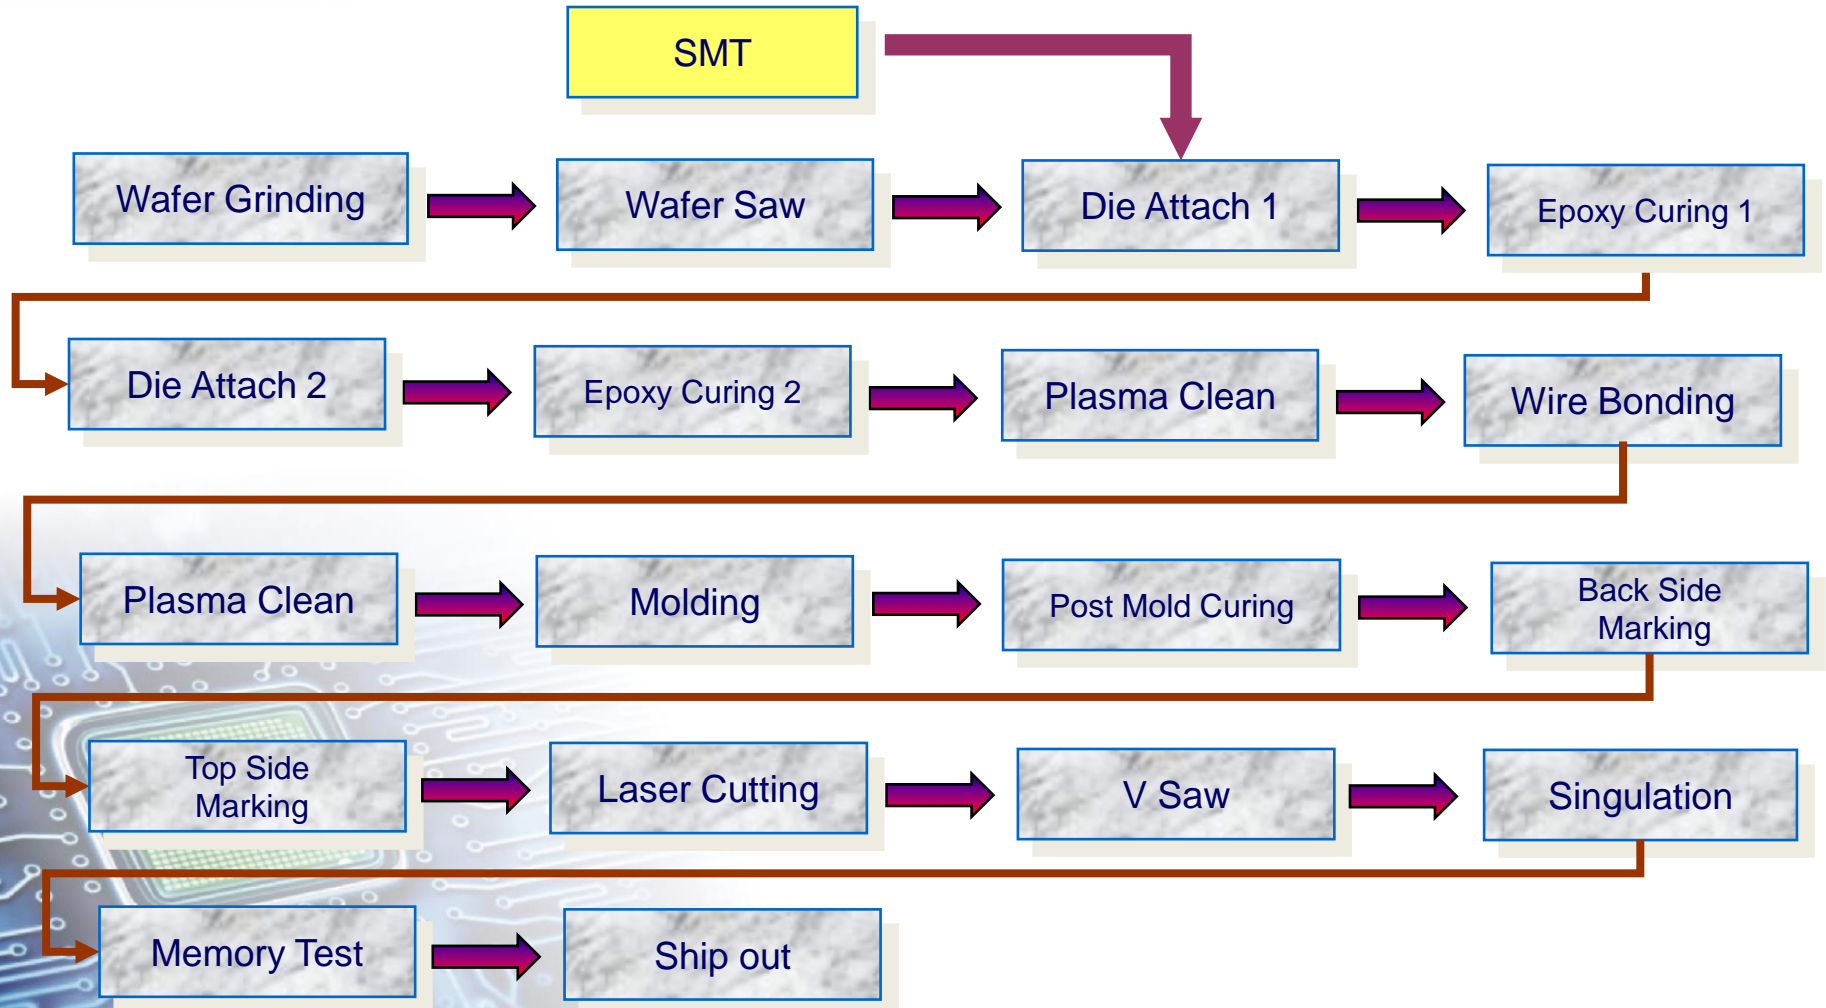 SMT
Wafer Grinding
Wafer Saw
Die Attach 1
Epoxy Curing 1
Die Attach 2
Epoxy Curing 2
Plasma Clean
Wire Bonding
Plasma Clean
Molding
Post Mold Curing
Back Side
Marking
Top Side
Marking
Laser Cutting
V Saw
Singulation
Memory Test
Ship out